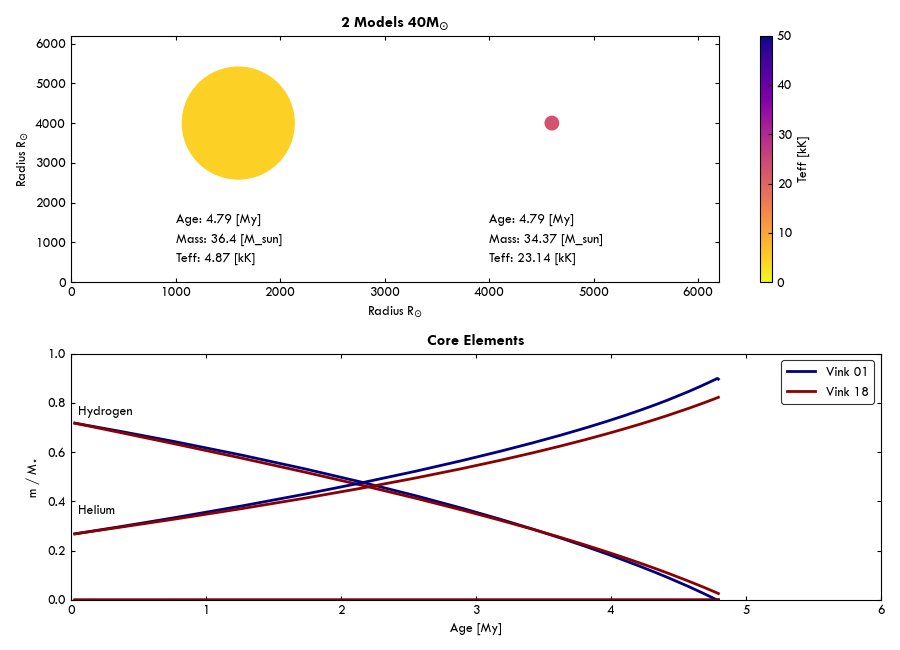 2 Models 40M☉
6000
5000
4000
3000
2000
1000
0
Radius R☉
Age: 4.79 [My]
Mass: 36.4 [M_sun]
Teff: 4.87 [kK]
Age: 4.79 [My]
Mass: 34.37 [M_sun]
Teff: 23.14 [kK]
0 1000 2000 3000 4000 5000 6000
Radius R☉
50
40
30
20
10
0
Teff [kK]
Core Elements
1.0
0.8
0.6
0.4
0.2
0.0
m / M⋆
Hydrogen
Helium
Vink 01
Vink 18
0 1 2 3 4 5 6
Age [My]